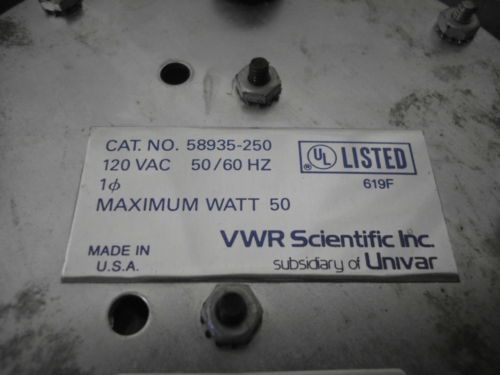 CAT. NO. 58935-250
120 VAC 50/60 HZ
1ϕ
MAXIMUM WATT 50
UL LISTED
619F
MADE IN
U.S.A.
VWR Scientific Inc.
subsidiary of Univar